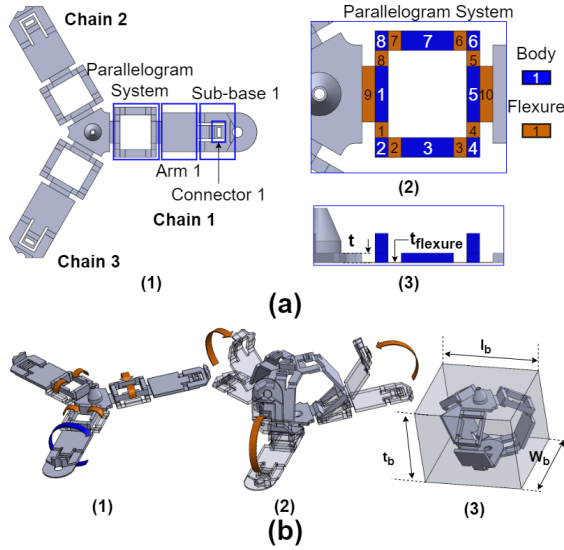 Chain 2
Parallelogram
System
Sub-base 1
Arm 1
Connector 1
Chain 1
Chain 3
(1)
Parallelogram System
8 7 7 6 6
8 5
9 1 5 10
1 4
2 2 3 3 4
Body
1
Flexure
1
(2)
t
tflexure
(3)
(a)
(1)
(2)
lb
tb
Wb
(3)
(b)